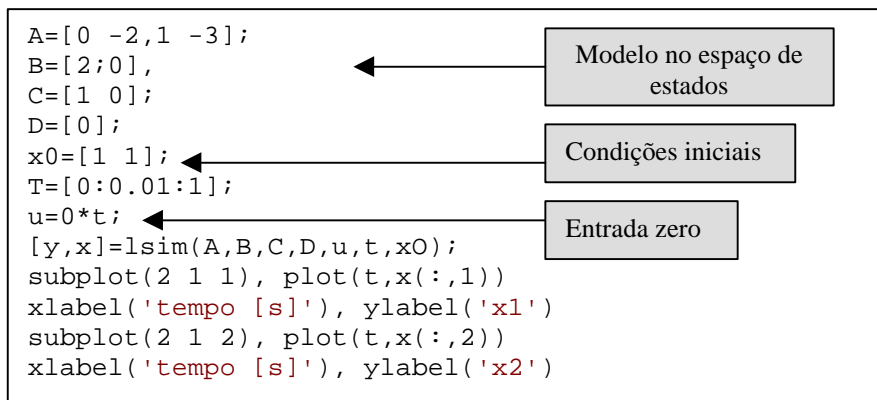 A=[0 -2,1 -3];
B=[2;0],
C=[1 0];
D=[0];
x0=[1 1];
T=[0:0.01:1];
u=0*t;
[y,x]=lsim(A,B,C,D,u,t,xO);
subplot(2 1 1), plot(t,x(:,1))
xlabel('tempo [s]'), ylabel('x1')
subplot(2 1 2), plot(t,x(:,2))
xlabel('tempo [s]'), ylabel('x2')
Modelo no espaço de
estados
Condições iniciais
Entrada zero